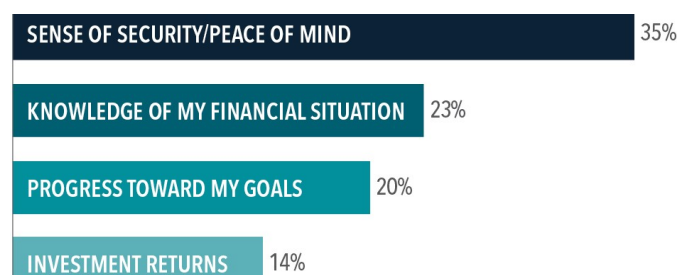 SENSE OF SECURITY/PEACE OF MIND 35%
KNOWLEDGE OF MY FINANCIAL SITUATION 23%
PROGRESS TOWARD MY GOALS 20%
INVESTMENT RETURNS 14%